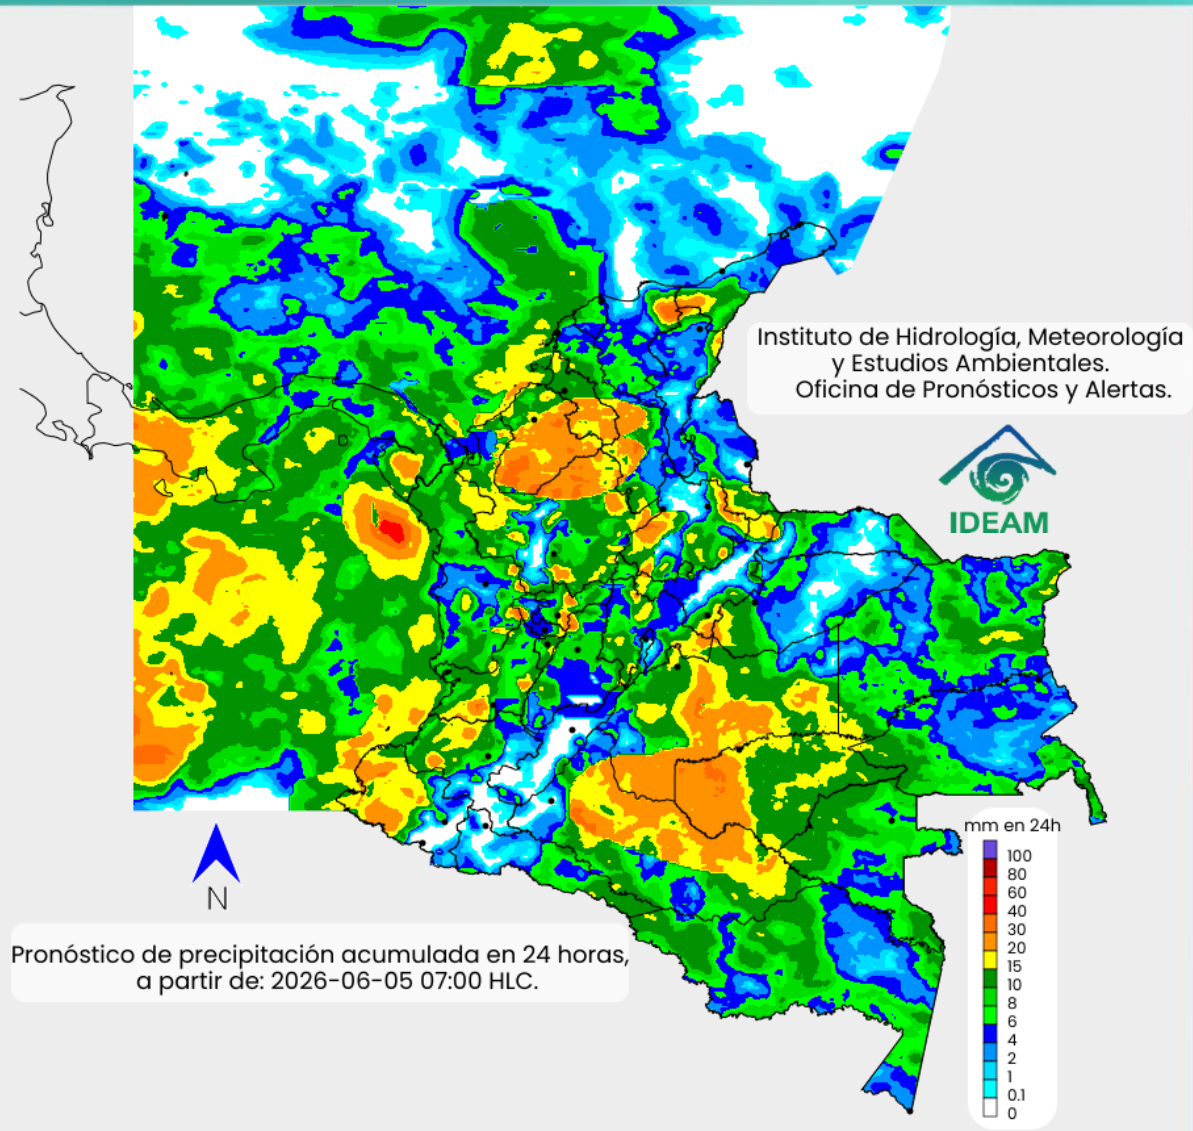 Instituto de Hidrología, Meteorología
y Estudios Ambientales.
Oficina de Pronósticos y Alertas.
IDEAM
mm en 24h
100
80
60
40
30
20
15
10
8
6
4
2
1
0.1
0
N
Pronóstico de precipitación acumulada en 24 horas,
a partir de: 2026-06-05 07:00 HLC.